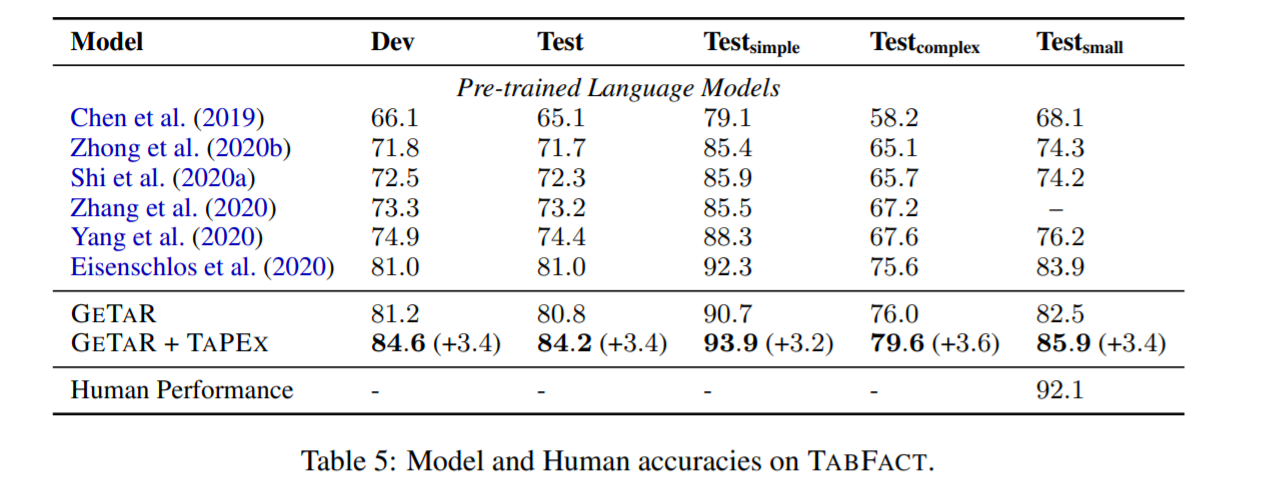 Model Dev Test Testsimple Testcomplex Testsmall
Pre-trained Language Models
Chen et al. (2019) 66.1 65.1 79.1 58.2 68.1
Zhong et al. (2020b) 71.8 71.7 85.4 65.1 74.3
Shi et al. (2020a) 72.5 72.3 85.9 65.7 74.2
Zhang et al. (2020) 73.3 73.2 85.5 67.2 –
Yang et al. (2020) 74.9 74.4 88.3 67.6 76.2
Eisenschlos et al. (2020) 81.0 81.0 92.3 75.6 83.9
GETAR 81.2 80.8 90.7 76.0 82.5
GETAR + TAPEX 84.6 (+3.4) 84.2 (+3.4) 93.9 (+3.2) 79.6 (+3.6) 85.9 (+3.4)
Human Performance - - - - 92.1
Table 5: Model and Human accuracies on TABFACT.